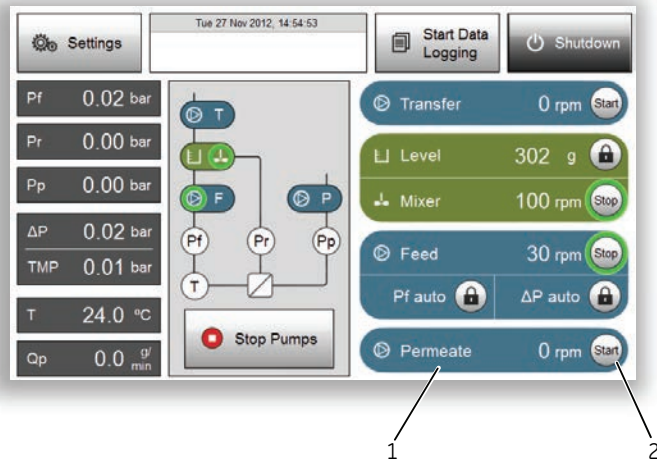 Tue 27 Nov 2012, 14:54:53
Settings
Start Data
Logging
Shutdown
Pf 0.02 bar
Pr 0.00 bar
Pp 0.00 bar
ΔP 0.02 bar
TMP 0.01 bar
T 24.0 ºC
Qp 0.0 g/min
T
F
P
Pf
Pr
Pp
T
Stop Pumps
Transfer 0 rpm Start
Level 302 g
Mixer 100 rpm Stop
Feed 30 rpm Stop
Pf auto ΔP auto
Permeate 0 rpm Start
1 2